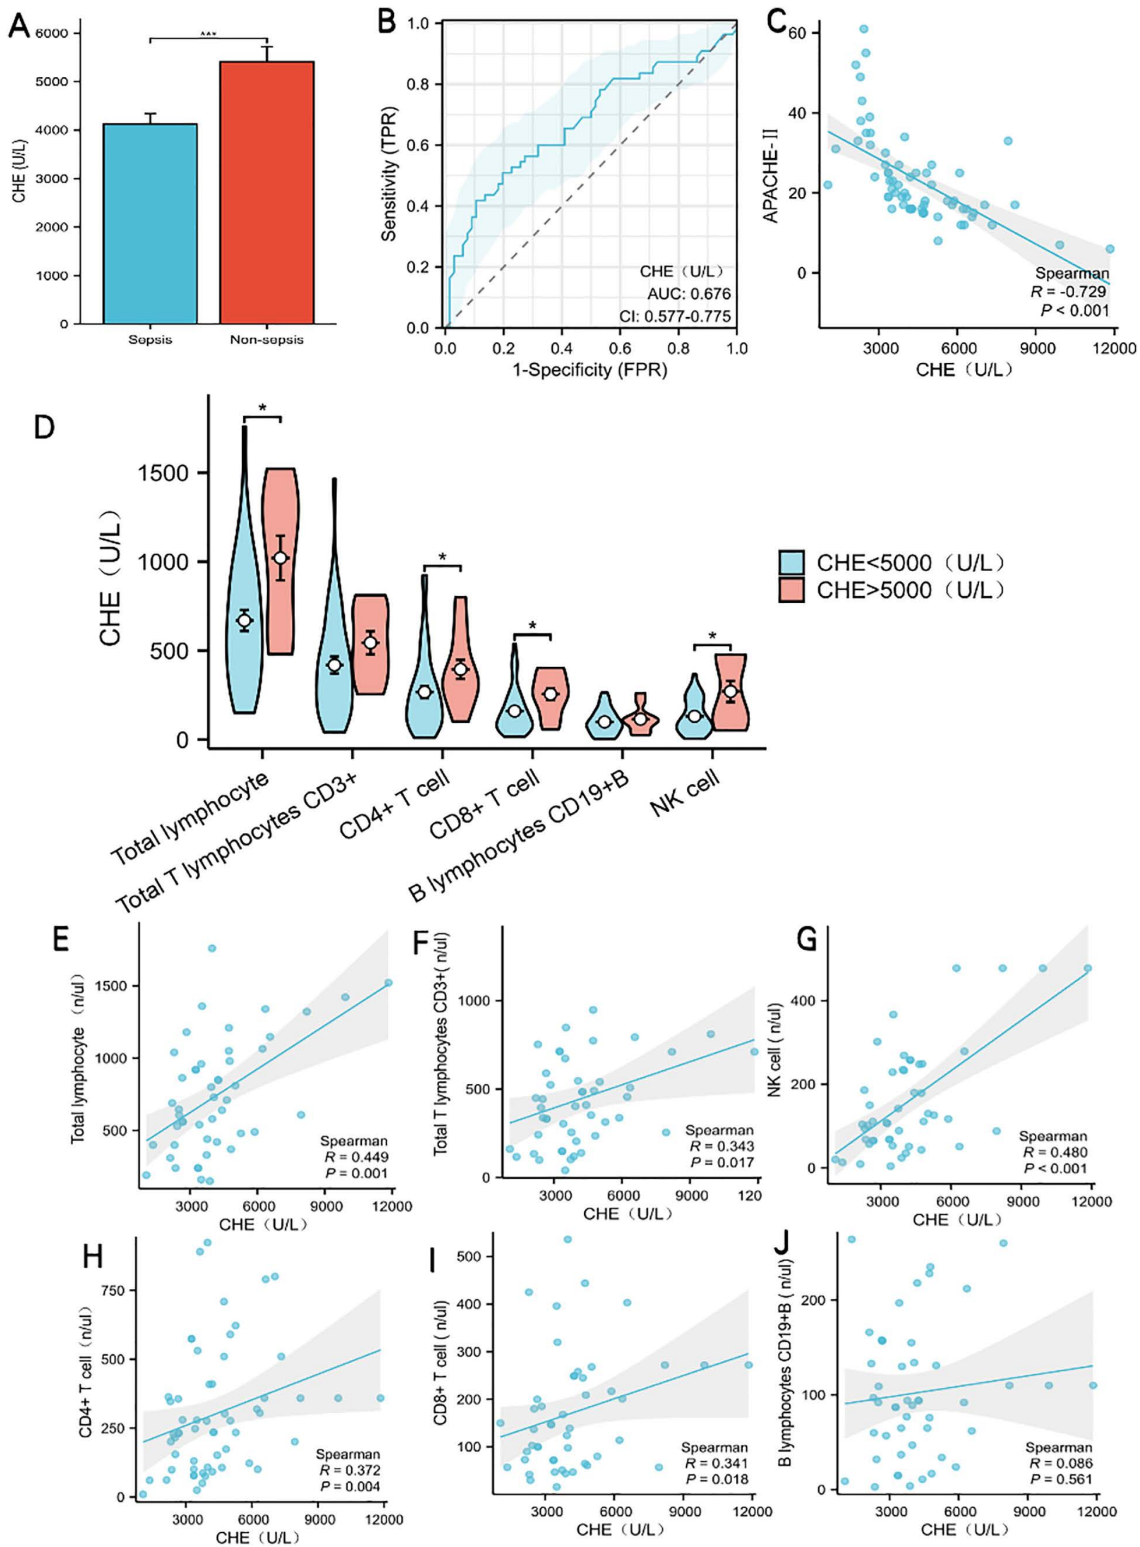 A
CHE (U/L)
6000
5000
4000
3000
2000
1000
0
***
Sepsis
Non-sepsis
B
Sensitivity (TPR)
1.0
0.8
0.6
0.4
0.2
0.0
CHE（U/L）
AUC: 0.676
CI: 0.577-0.775
0.0 0.2 0.4 0.6 0.8 1.0
1-Specificity (FPR)
C
APACHE-II
60
40
20
0
Spearman
R = -0.729
P < 0.001
3000 6000 9000 12000
CHE（U/L）
D
CHE（U/L）
1500
1000
500
0
*
*
*
*
CHE<5000（U/L）
CHE>5000（U/L）
Total lymphocyte
Total T lymphocytes CD3+
CD4+ T cell
CD8+ T cell
B lymphocytes CD19+B
NK cell
E
Total lymphocyte（n/ul）
1500
1000
500
Spearman
R = 0.449
P = 0.001
3000 6000 9000 12000
CHE（U/L）
F
Total T lymphocytes CD3+( n/ul)
1000
500
0
Spearman
R = 0.343
P = 0.017
3000 6000 9000 120
CHE（U/L）
G
NK cell（ n/ul）
400
200
0
Spearman
R = 0.480
P < 0.001
3000 6000 9000 12000
CHE（U/L）
H
CD4+ T cell（n/ul）
750
500
250
0
Spearman
R = 0.372
P = 0.004
3000 6000 9000 12000
CHE（U/L）
I
CD8+ T cell ( n/ul)
500
400
300
200
100
Spearman
R = 0.341
P = 0.018
3000 6000 9000 12000
CHE（U/L）
J
B lymphocytes CD19+B ( n/ul)
200
100
0
Spearman
R = 0.086
P = 0.561
3000 6000 9000 12000
CHE（U/L）